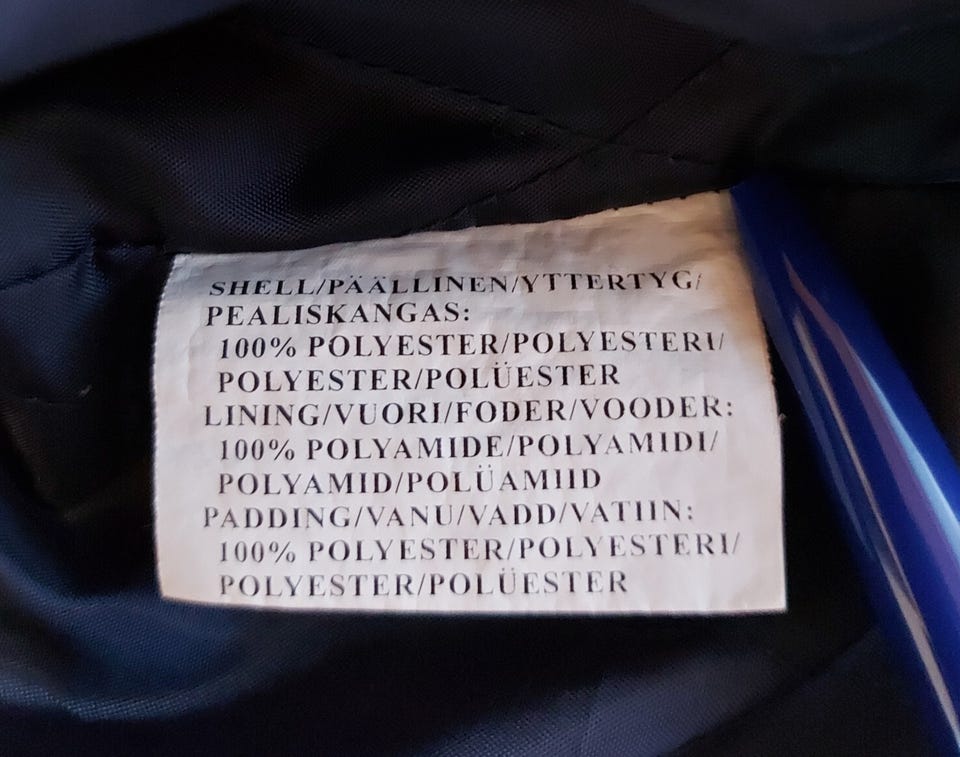 SHELL/PÄÄLLINEN/YTTERTYG/
PEALISKANGAS:
100% POLYESTER/POLYESTERI/
POLYESTER/POLÜESTER
LINING/VUORI/FODER/VOODER:
100% POLYAMIDE/POLYAMIDI/
POLYAMID/POLÜAMIID
PADDING/VANU/VADD/VATIIN:
100% POLYESTER/POLYESTERI/
POLYESTER/POLÜESTER